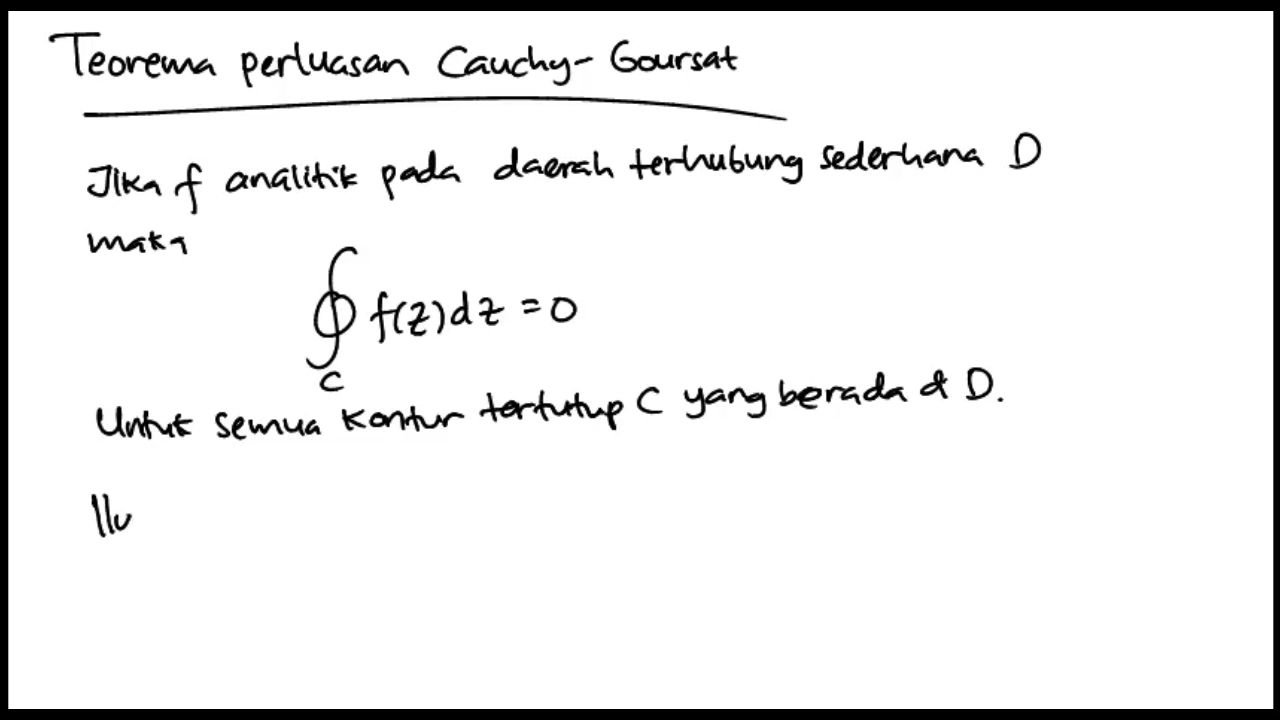 Teorema perluasan Cauchy-Goursat
Jika f analitik pada daerah terhubung sederhana D
maka
∮ f(z)dz = 0
C
Untuk semua kontur tertutup C yang berada di D.
Ilu